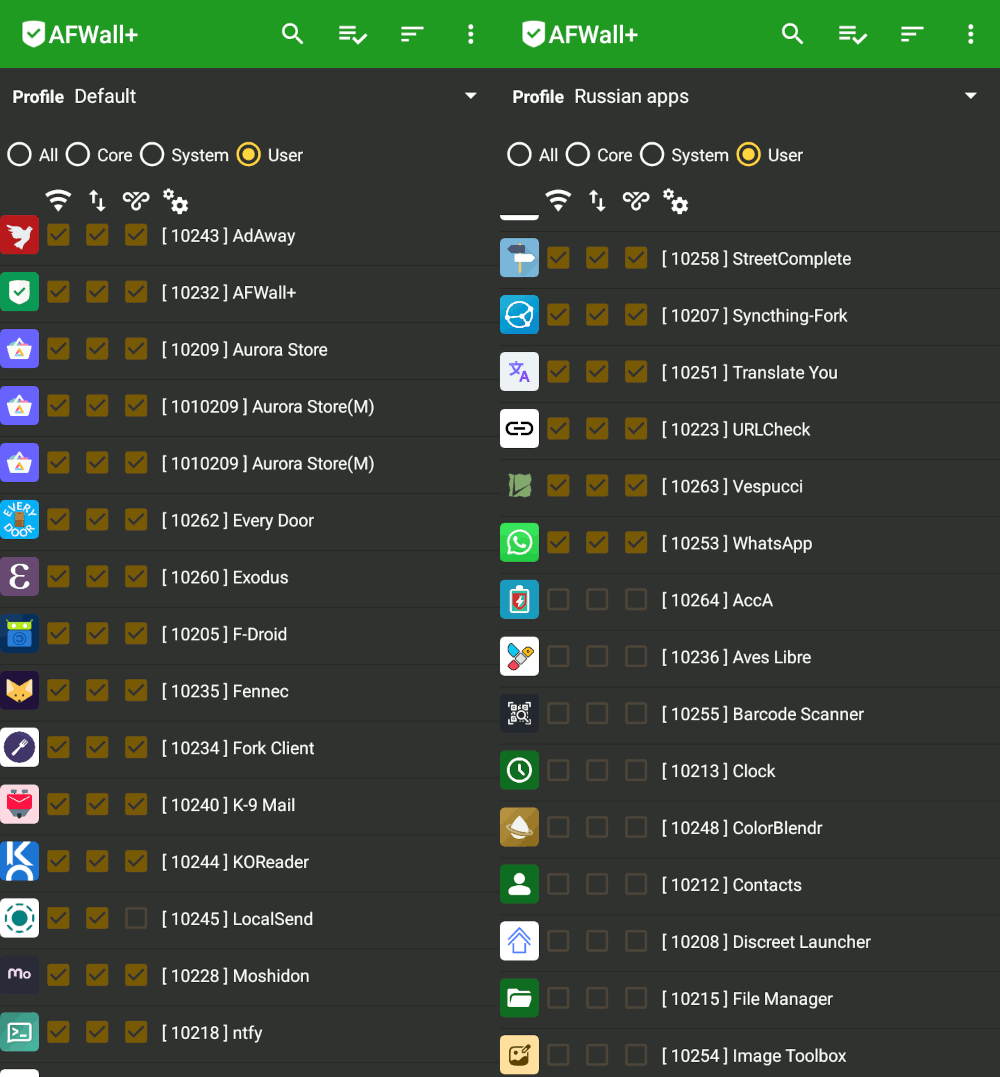 AFWall+
Profile Default
All Core System User
[ 10243 ] AdAway
[ 10232 ] AFWall+
[ 10209 ] Aurora Store
[ 1010209 ] Aurora Store(M)
[ 1010209 ] Aurora Store(M)
EVERY DOOR
[ 10262 ] Every Door
[ 10260 ] Exodus
[ 10205 ] F-Droid
[ 10235 ] Fennec
[ 10234 ] Fork Client
[ 10240 ] K-9 Mail
[ 10244 ] KOReader
[ 10245 ] LocalSend
Mo
[ 10228 ] Moshidon
[ 10218 ] ntfy
AFWall+
Profile Russian apps
All Core System User
[ 10258 ] StreetComplete
[ 10207 ] Syncthing-Fork
[ 10251 ] Translate You
[ 10223 ] URLCheck
[ 10263 ] Vespucci
[ 10253 ] WhatsApp
[ 10264 ] AccA
[ 10236 ] Aves Libre
[ 10255 ] Barcode Scanner
[ 10213 ] Clock
[ 10248 ] ColorBlendr
[ 10212 ] Contacts
[ 10208 ] Discreet Launcher
[ 10215 ] File Manager
[ 10254 ] Image Toolbox